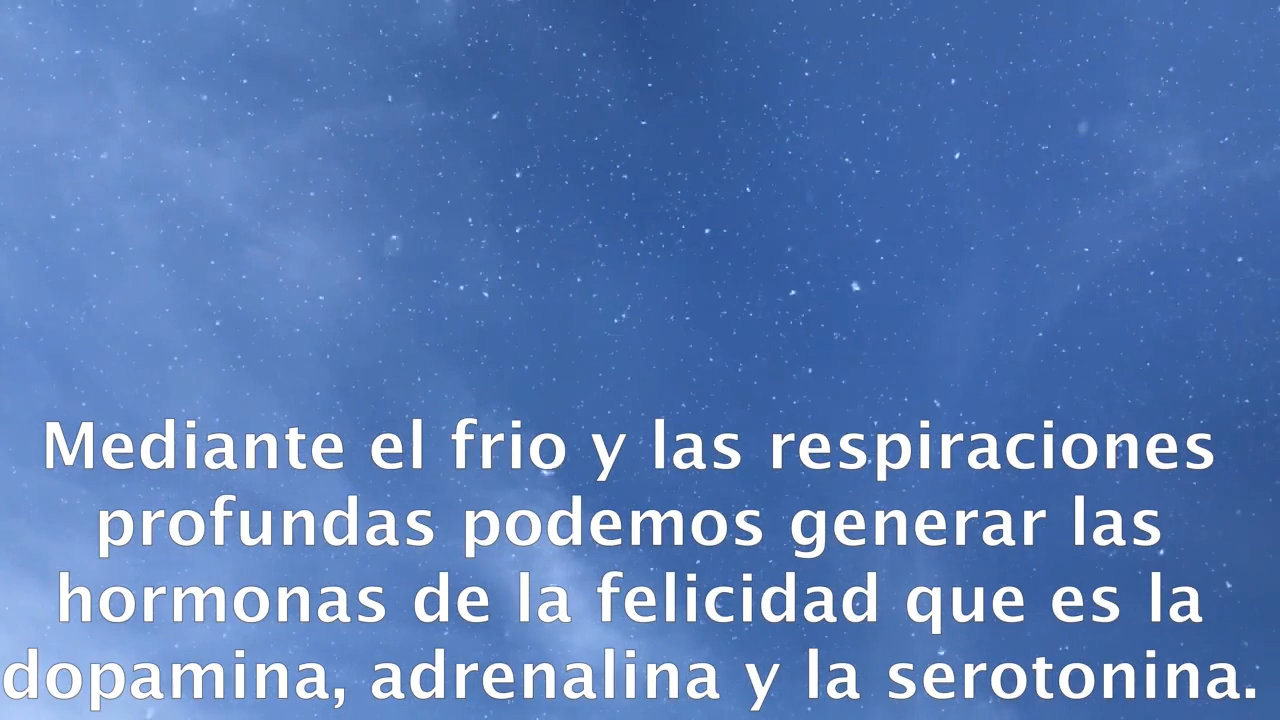 Mediante el frio y las respiraciones
profundas podemos generar las
hormonas de la felicidad que es la
dopamina, adrenalina y la serotonina.